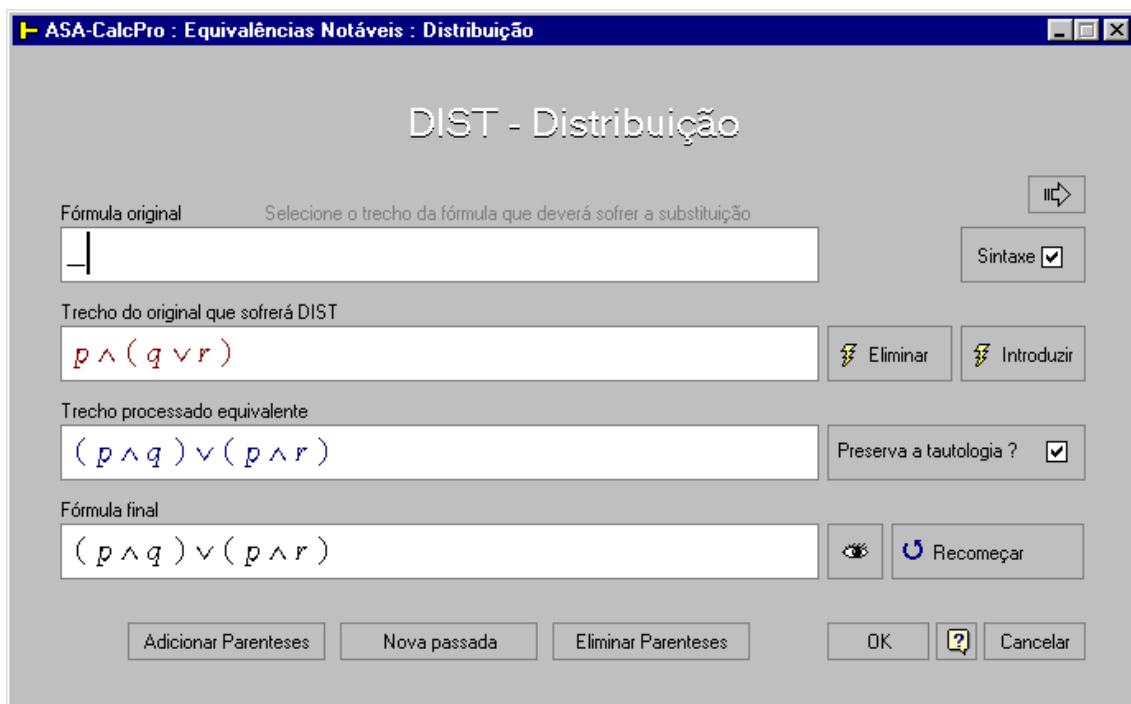 ASA-CalcPro : Equivalências Notáveis : Distribuição
DIST - Distribuição
Fórmula original Selecione o trecho da fórmula que deverá sofrer a substituição
_
Sintaxe
Trecho do original que sofrerá DIST
p ∧ ( q ∨ r )
Eliminar Introduzir
Trecho processado equivalente
( p ∧ q ) ∨ ( p ∧ r )
Preserva a tautologia ?
Fórmula final
( p ∧ q ) ∨ ( p ∧ r )
Recomeçar
Adicionar Parenteses Nova passada Eliminar Parenteses OK ? Cancelar